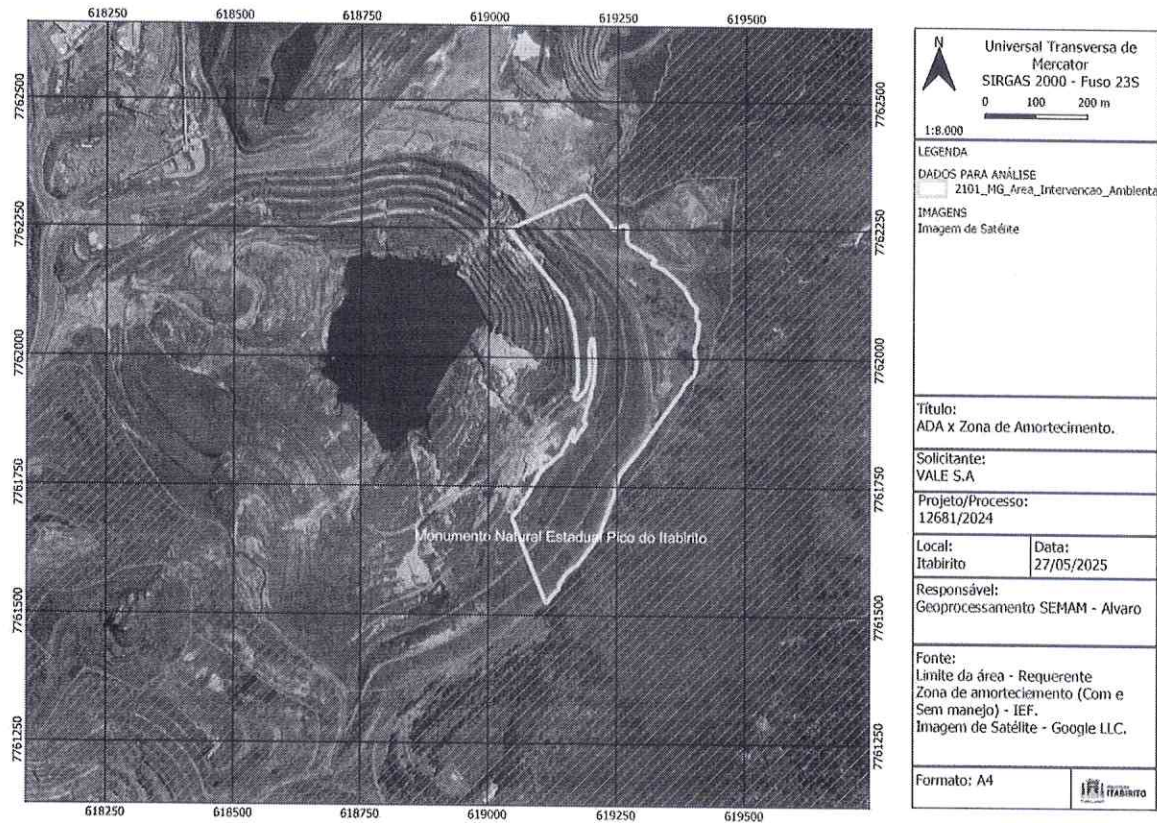 618250 618500 618750 619000 619250 619500
7762500 7762250 7762000 7761750 7761500 7761250
7762500 7762250 7762000 7761750 7761500 7761250
Monumento Natural Estadual Pico do Itabirito
618250 618500 618750 619000 619250 619500
N
Universal Transversa de
Mercator
SIRGAS 2000 - Fuso 23S
0 100 200 m
1:8.000
LEGENDA
DADOS PARA ANÁLISE
2101_MG_Area_Intervencao_Ambienta
IMAGENS
Imagem de Satélite
Título:
ADA x Zona de Amortecimento.
Solicitante:
VALE S.A
Projeto/Processo:
12681/2024
Local:
Itabirito
Data:
27/05/2025
Responsável:
Geoprocessamento SEMAM - Alvaro
Fonte:
Limite da área - Requerente
Zona de amorteciemento (Com e
Sem manejo) - IEF.
Imagem de Satélite - Google LLC.
Formato: A4
ITABIRITO